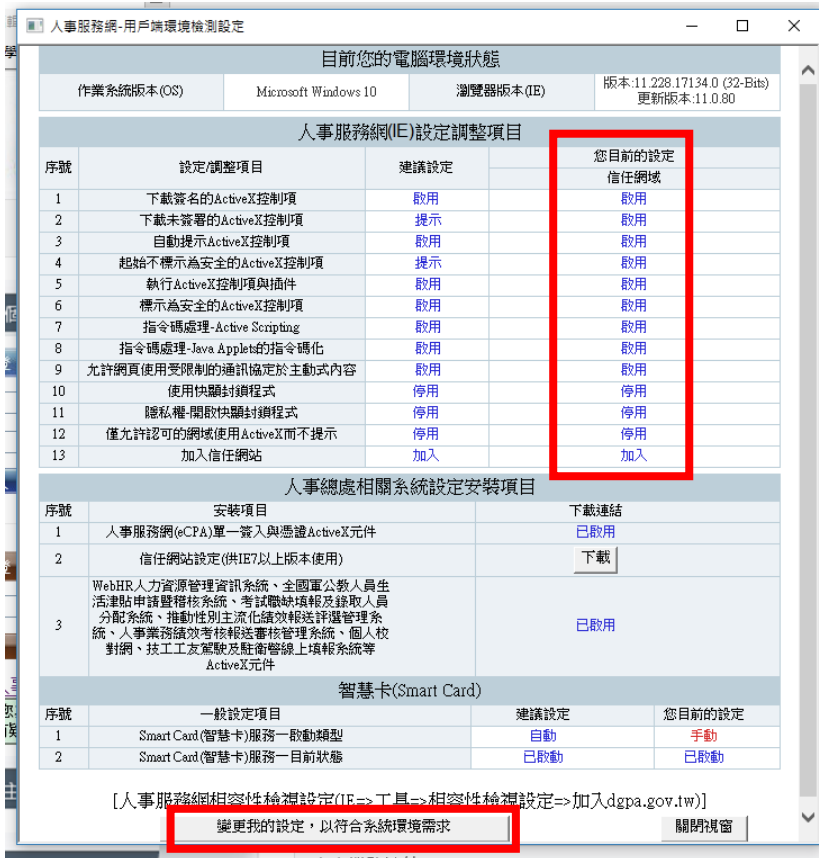 人事服務網-用戶端環境檢測設定
目前您的電腦環境狀態
作業系統版本(OS) Microsoft Windows 10 瀏覽器版本(IE) 版本:11.228.17134.0 (32-Bits)
更新版本:11.0.80
人事服務網(IE)設定調整項目
序號 設定/調整項目 建議設定 您目前的設定
信任網域
1 下載簽名的ActiveX控制項 啟用 啟用
2 下載未簽署的ActiveX控制項 提示 啟用
3 自動提示ActiveX控制項 啟用 啟用
4 起始不標示為安全的ActiveX控制項 提示 啟用
5 執行ActiveX控制項與插件 啟用 啟用
6 標示為安全的ActiveX控制項 啟用 啟用
7 指令碼處理-Active Scripting 啟用 啟用
8 指令碼處理-Java Applets的指令碼化 啟用 啟用
9 允許網頁使用受限制的通訊協定於主動式內容 啟用 啟用
10 使用快顯封鎖程式 停用 停用
11 隱私權-開啟快顯封鎖程式 停用 停用
12 僅允許認可的網域使用ActiveX而不提示 停用 停用
13 加入信任網站 加入 加入
人事總處相關系統設定安裝項目
序號 安裝項目 下載連結
1 人事服務網(eCPA)單一簽入與憑證ActiveX元件 已啟用
2 信任網站設定(供IE7以上版本使用) 下載
3 WebHR人力資源管理資訊系統、全國軍公教人員生
活津貼申請暨稽核系統、考試職缺填報及錄取人員
分配系統、推動性別主流化績效報送評選管理系
統、人事業務績效考核報送審核管理系統、個人校
對網、技工工友駕駛及駐衛警線上填報系統等
ActiveX元件 已啟用
智慧卡(Smart Card)
序號 一般設定項目 建議設定 您目前的設定
1 Smart Card(智慧卡)服務－啟動類型 自動 手動
2 Smart Card(智慧卡)服務－目前狀態 已啟動 已啟動
[人事服務網相容性檢視設定(IE=>工具=>相容性檢視設定=>加入dgpa.gov.tw)]
變更我的設定，以符合系統環境需求 關閉視窗